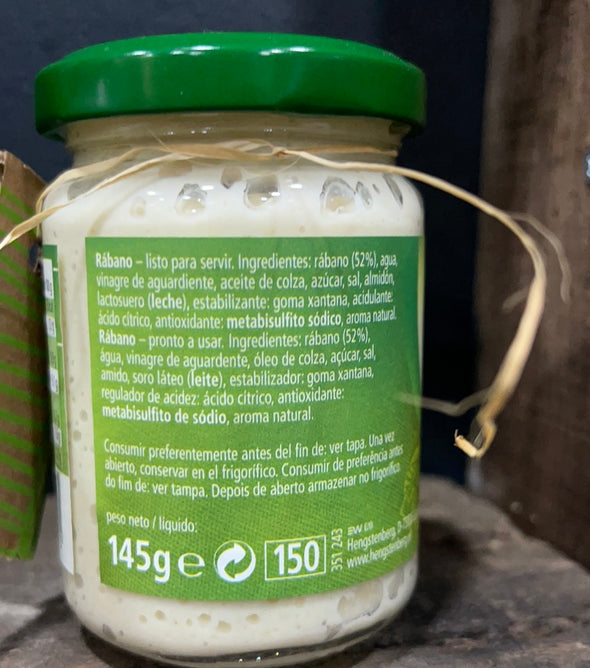 Rábano – listo para servir. Ingredientes: rábano (52%), agua,
vinagre de aguardiente, aceite de colza, azúcar, sal, almidón,
lactosuero (leche), estabilizante: goma xantana, acidulante:
ácido cítrico, antioxidante: metabisulfito sódico, aroma natural.
Rábano – pronto a usar. Ingredientes: rábano (52%),
água, vinagre de aguardente, óleo de colza, açúcar, sal,
amido, soro láteo (leite), estabilizador: goma xantana,
regulador de acidez: ácido cítrico, antioxidante:
metabisulfito de sódio, aroma natural.
Consumir preferentemente antes del fin de: ver tapa. Una vez
abierto, conservar en el frigorífico. Consumir de preferência antes
do fim de: ver tampa. Depois de aberto armazenar no frigorífico.
peso neto / líquido:
145g e 150
351 243
Hengstenberg,